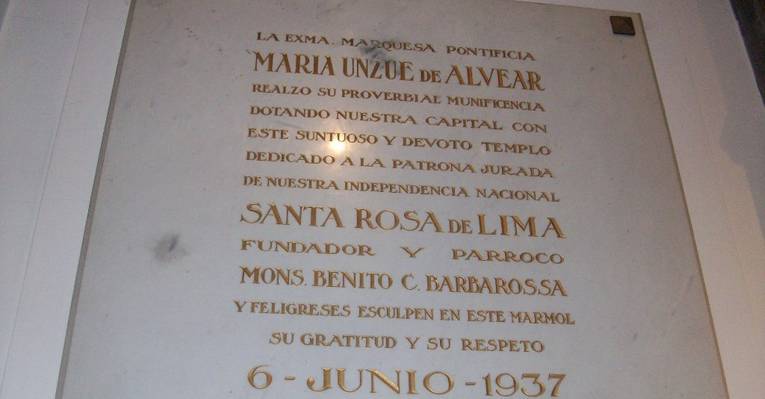 LA EXMA. MARQUESA PONTIFICIA
MARIA UNZUE DE ALVEAR
REALZO SU PROVERBIAL MUNIFICENCIA
DOTANDO NUESTRA CAPITAL CON
ESTE SUNTUOSO Y DEVOTO TEMPLO
DEDICADO A LA PATRONA JURADA
DE NUESTRA INDEPENDENCIA NACIONAL
SANTA ROSA DE LIMA
FUNDADOR Y PARROCO
MONS. BENITO C. BARBAROSSA
Y FELIGRESES ESCULPEN EN ESTE MARMOL
SU GRATITUD Y SU RESPETO
6 - JUNIO - 1937